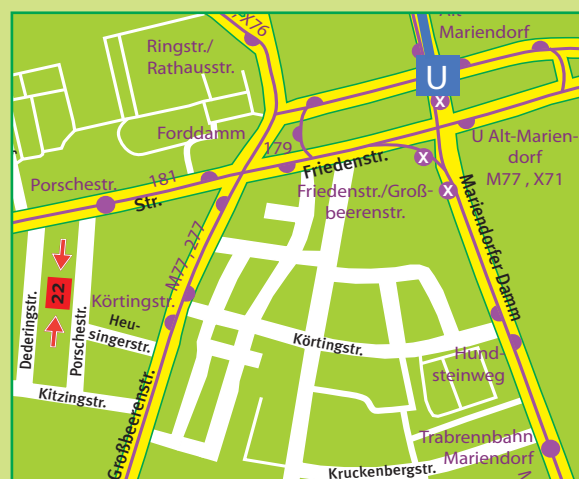 X76
Alt-
Mariendorf
Ringstr./
Rathausstr.
U
X
Forddamm
179
Friedenstr.
U Alt-Marien-
dorf
M77 , X71
X
X
Porschestr.
181
Str.
Friedenstr./Groß-
beerenstr.
Mariendorfer Damm
M77, 277
22
Dederingstr.
Porschestr.
Körtingstr.
Heu-
singerstr.
Körtingstr.
Hund-
steinweg
Kitzingstr.
Großbeerenstr.
Trabrennbahn
Mariendorf
Kruckenbergstr.